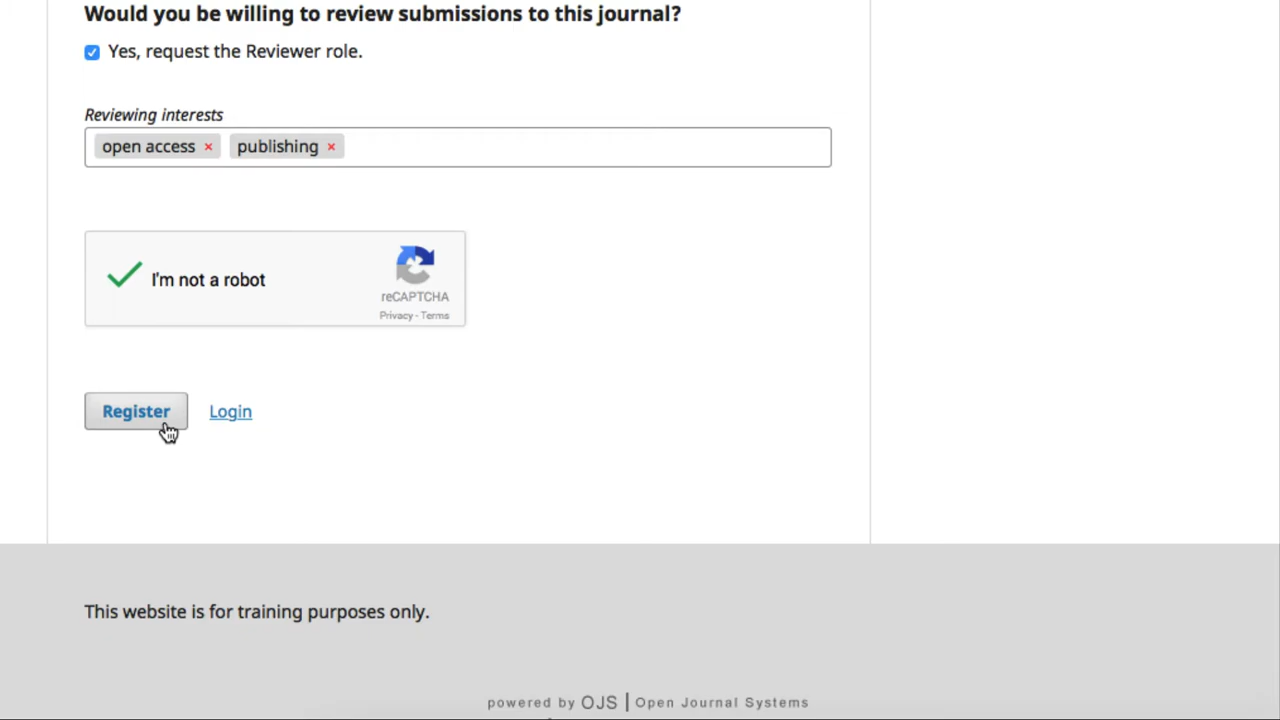 Would you be willing to review submissions to this journal?
Yes, request the Reviewer role.
Reviewing interests
open access × publishing ×
I'm not a robot
reCAPTCHA
Privacy - Terms
Register Login
This website is for training purposes only.
powered by OJS | Open Journal Systems